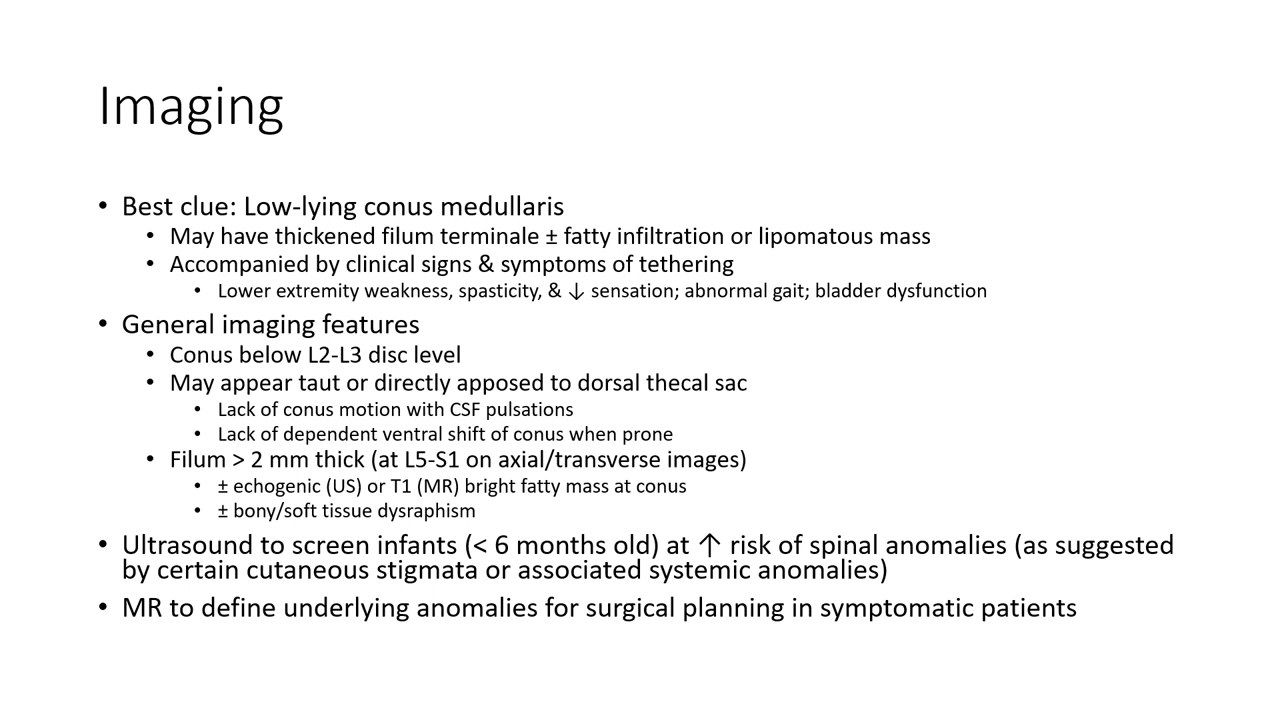 Imaging
• Best clue: Low-lying conus medullaris
• May have thickened filum terminale ± fatty infiltration or lipomatous mass
• Accompanied by clinical signs & symptoms of tethering
• Lower extremity weakness, spasticity, & ↓ sensation; abnormal gait; bladder dysfunction
• General imaging features
• Conus below L2-L3 disc level
• May appear taut or directly apposed to dorsal thecal sac
• Lack of conus motion with CSF pulsations
• Lack of dependent ventral shift of conus when prone
• Filum > 2 mm thick (at L5-S1 on axial/transverse images)
• ± echogenic (US) or T1 (MR) bright fatty mass at conus
• ± bony/soft tissue dysraphism
• Ultrasound to screen infants (< 6 months old) at ↑ risk of spinal anomalies (as suggested
by certain cutaneous stigmata or associated systemic anomalies)
• MR to define underlying anomalies for surgical planning in symptomatic patients